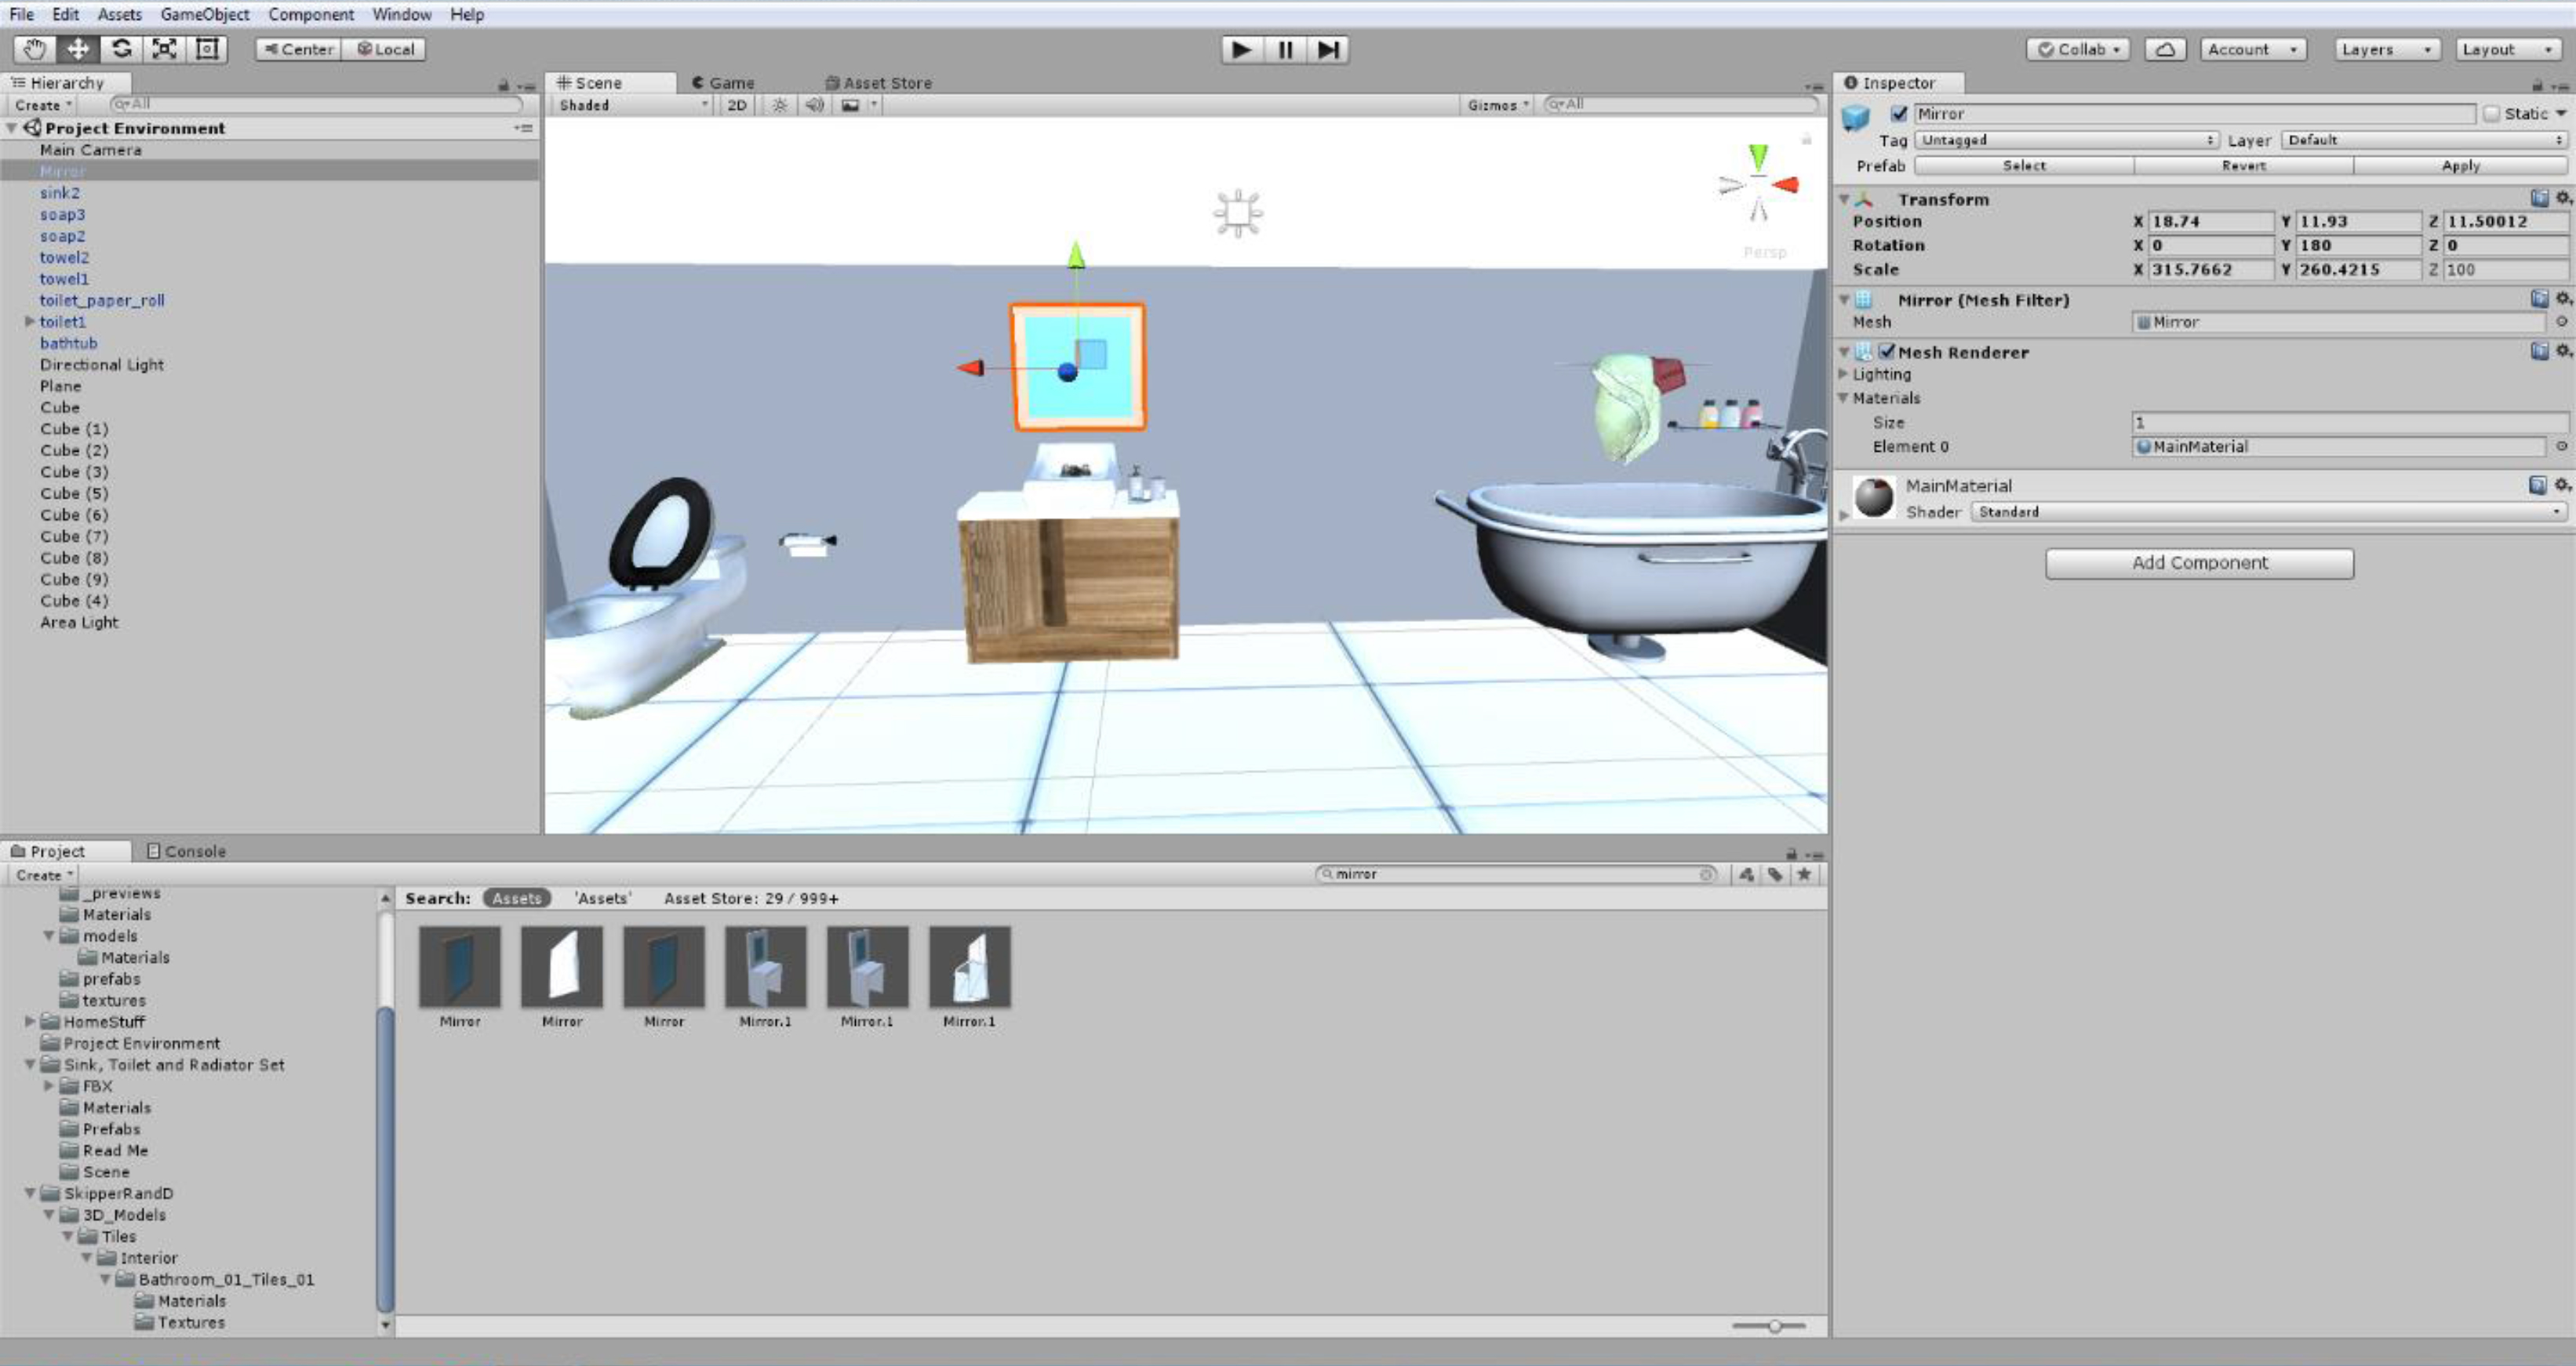 File Edit Assets GameObject Component Window Help
Center Local Collab Account Layers Layout
Hierarchy
Create All
Project Environment
Main Camera
Mirror
sink2
soap3
soap2
towel2
towel1
toilet_paper_roll
toilet1
bathtub
Directional Light
Plane
Cube
Cube (1)
Cube (2)
Cube (3)
Cube (5)
Cube (6)
Cube (7)
Cube (8)
Cube (9)
Cube (4)
Area Light
Scene Game Asset Store
Shaded 2D Gizmos All
Persp
Inspector
Mirror Static
Tag Untagged Layer Default
Prefab Select Revert Apply
Transform
Position X 18.74 Y 11.93 Z 11.50012
Rotation X 0 Y 180 Z 0
Scale X 315.7662 Y 260.4215 Z 100
Mirror (Mesh Filter)
Mesh Mirror
Mesh Renderer
Lighting
Materials
Size 1
Element 0 MainMaterial
MainMaterial
Shader Standard
Add Component
Project Console
Create mirror
_previews
Materials
models
Materials
prefabs
textures
HomeStuff
Project Environment
Sink, Toilet and Radiator Set
FBX
Materials
Prefabs
Read Me
Scene
SkipperRandD
3D_Models
Tiles
Interior
Bathroom_01_Tiles_01
Materials
Textures
Search: Assets 'Assets' Asset Store: 29 / 999+
Mirror Mirror Mirror Mirror.1 Mirror.1 Mirror.1